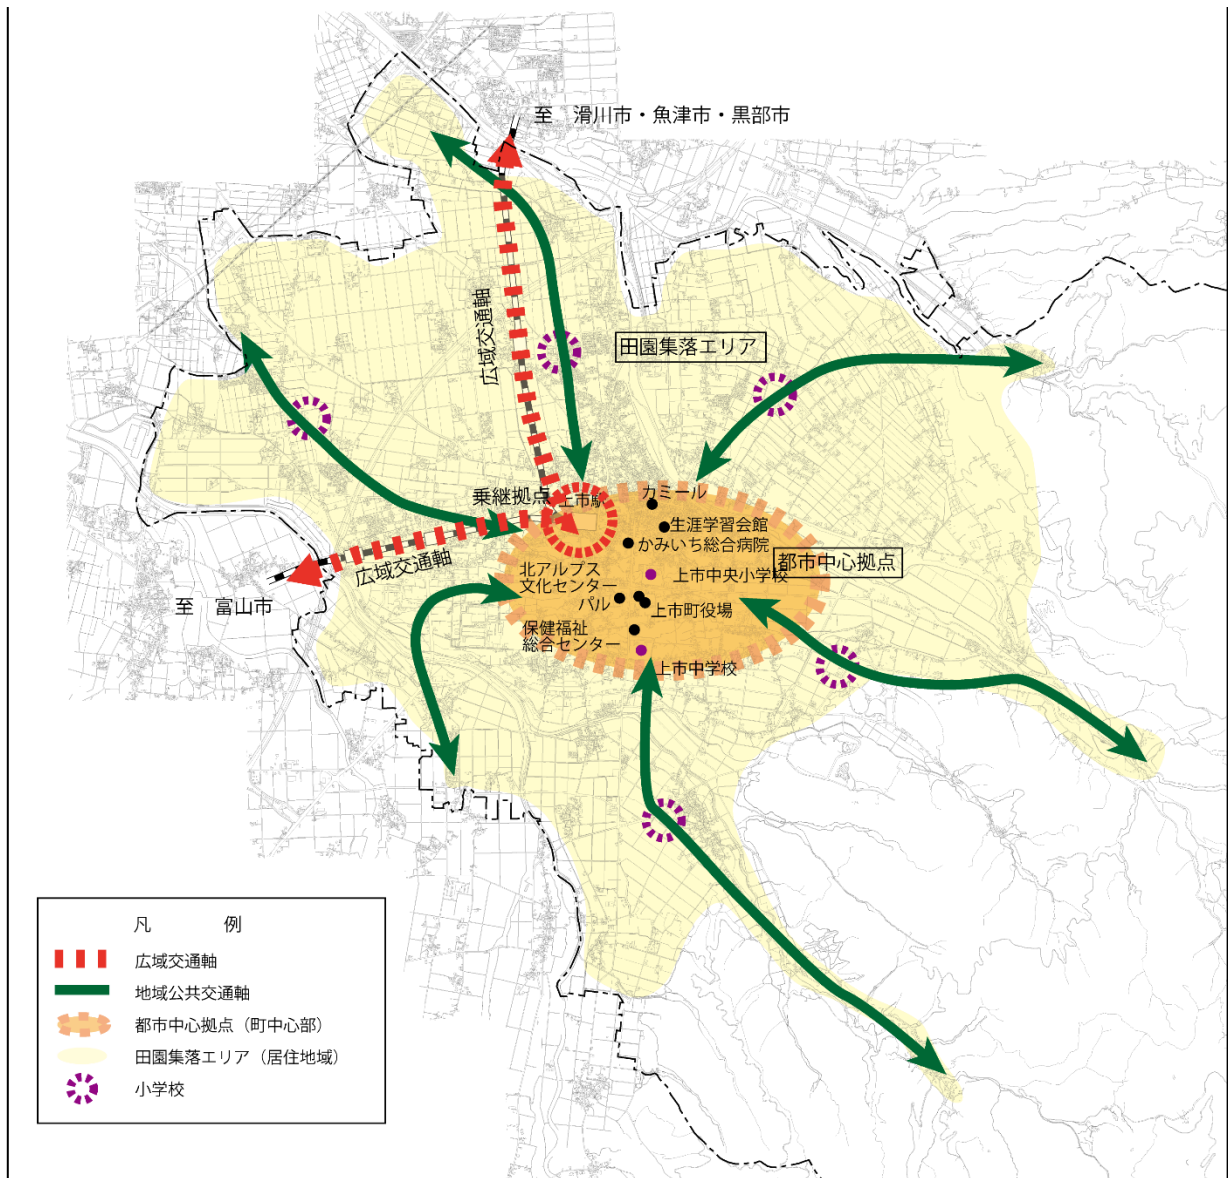 至　滑川市・魚津市・黒部市
広域交通軸
田園集落エリア
乗継拠点
上市駅
カミール
生涯学習会館
かみいち総合病院
都市中心拠点
広域交通軸
北アルプス
文化センター
上市中央小学校
パル
上市町役場
至　富山市
保健福祉
総合センター
上市中学校
凡　例
広域交通軸
地域公共交通軸
都市中心拠点（町中心部）
田園集落エリア（居住地域）
小学校